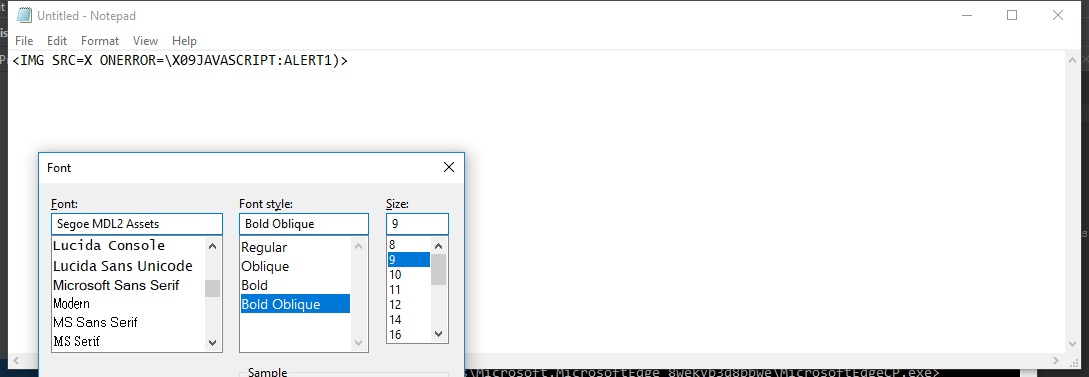 Untitled - Notepad
File Edit Format View Help
<IMG SRC=X ONERROR=\X09JAVASCRIPT:ALERT1)>
Font
Font: Font style: Size:
Segoe MDL2 Assets Bold Oblique 9
Lucida Console Regular 8
Lucida Sans Unicode Oblique 9
Microsoft Sans Serif Bold 10
Modern Bold Oblique 11
MS Sans Serif 12
MS Serif 14
16
Sample
\Microsoft.MicrosoftEdge_8wekyb3d8bbwe\MicrosoftEdgeCP.exe>